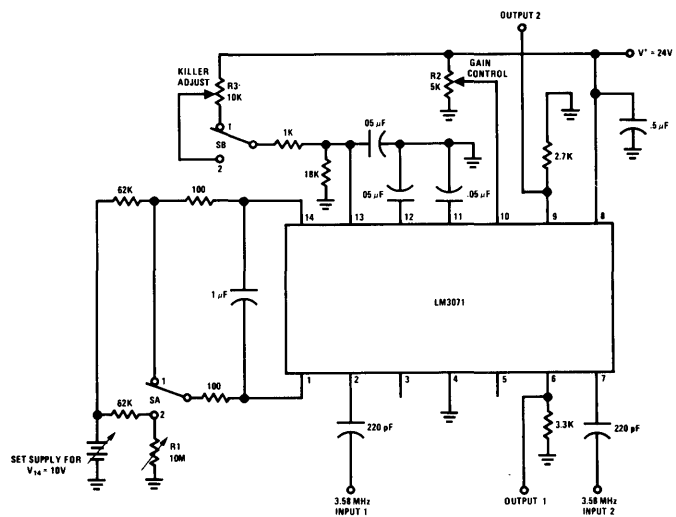 OUTPUT 2
V⁺ = 24V
KILLER
ADJUST
R3
10K
1
SB
2
1K
18K
05 µF
R2
5K
GAIN
CONTROL
05 µF
.05 µF
2.7K
.5 µF
62K
100
14
13
12
11
10
9
8
1 µF
LM3071
1
SA
2
100
62K
R1
10M
SET SUPPLY FOR
V₁₄ = 10V
1
2
3
4
5
6
7
220 pF
3.3K
220 pF
3.58 MHz
INPUT 1
OUTPUT 1
3.58 MHz
INPUT 2